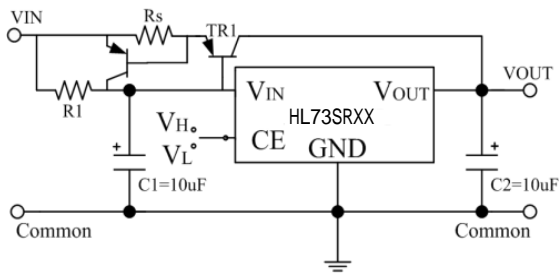 VIN
Rs
TR1
R1
VIN
VOUT
VOUT
HL73SRXX
VH
CE
VL
GND
C1=10uF
C2=10uF
Common
Common
+
+